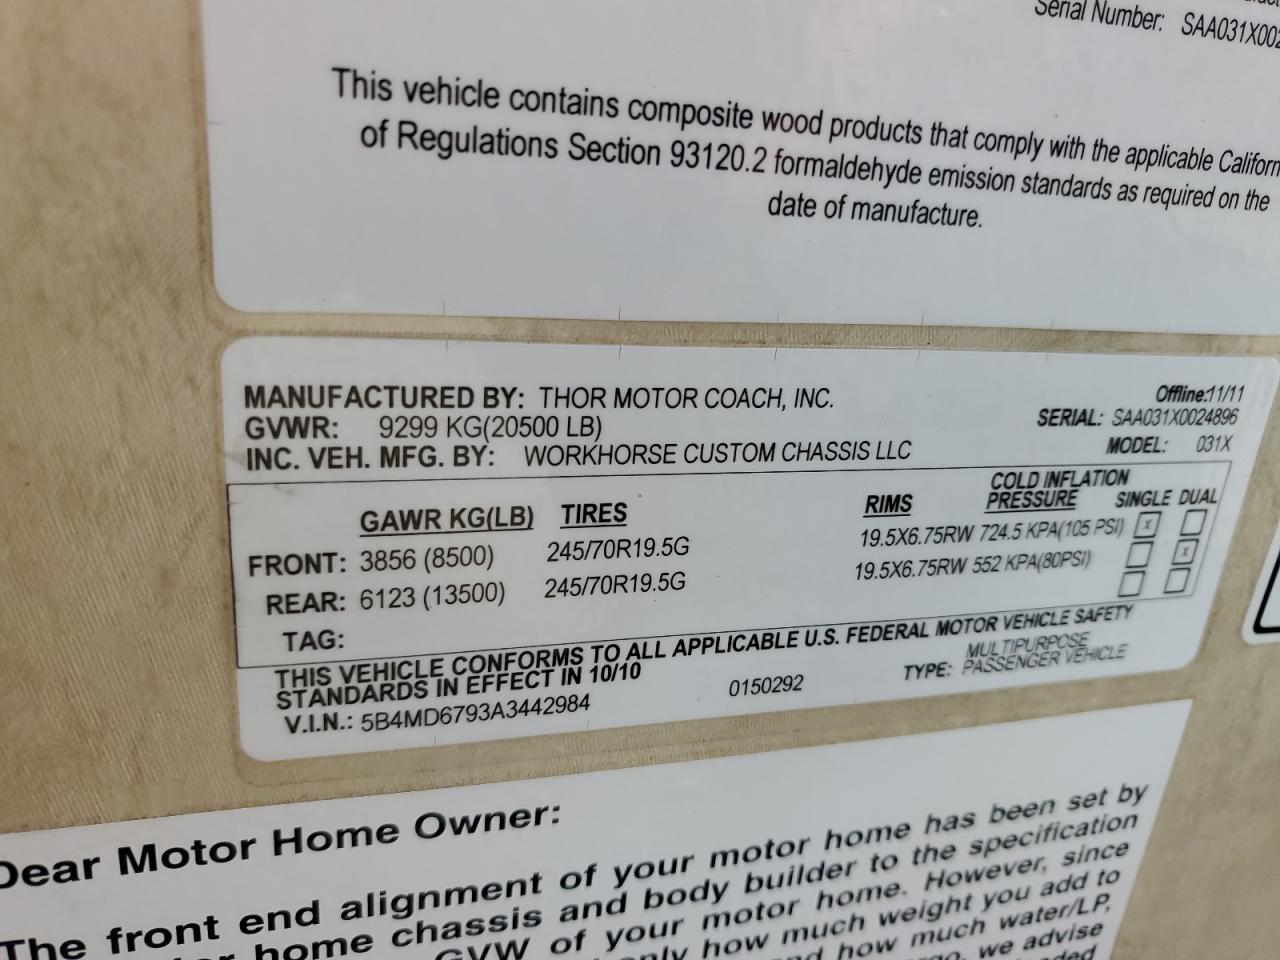 Serial Number: SAA031X002
This vehicle contains composite wood products that comply with the applicable Californ
of Regulations Section 93120.2 formaldehyde emission standards as required on the
date of manufacture.
MANUFACTURED BY: THOR MOTOR COACH, INC. Offline:11/11
GVWR: 9299 KG(20500 LB) SERIAL: SAA031X0024896
INC. VEH. MFG. BY: WORKHORSE CUSTOM CHASSIS LLC MODEL: 031X
GAWR KG(LB) TIRES RIMS COLD INFLATION PRESSURE SINGLE DUAL
FRONT: 3856 (8500) 245/70R19.5G 19.5X6.75RW 724.5 KPA(105 PSI) X
REAR: 6123 (13500) 245/70R19.5G 19.5X6.75RW 552 KPA(80PSI) X
TAG:
THIS VEHICLE CONFORMS TO ALL APPLICABLE U.S. FEDERAL MOTOR VEHICLE SAFETY
STANDARDS IN EFFECT IN 10/10
V.I.N.: 5B4MD6793A3442984 0150292 TYPE: MULTIPURPOSE PASSENGER VEHICLE
Dear Motor Home Owner:
The front end alignment of your motor home has been set by
home chassis and body builder to the specification
GVW of your motor home. However, since
only how much weight you add to
and how much water/LP,
we advise